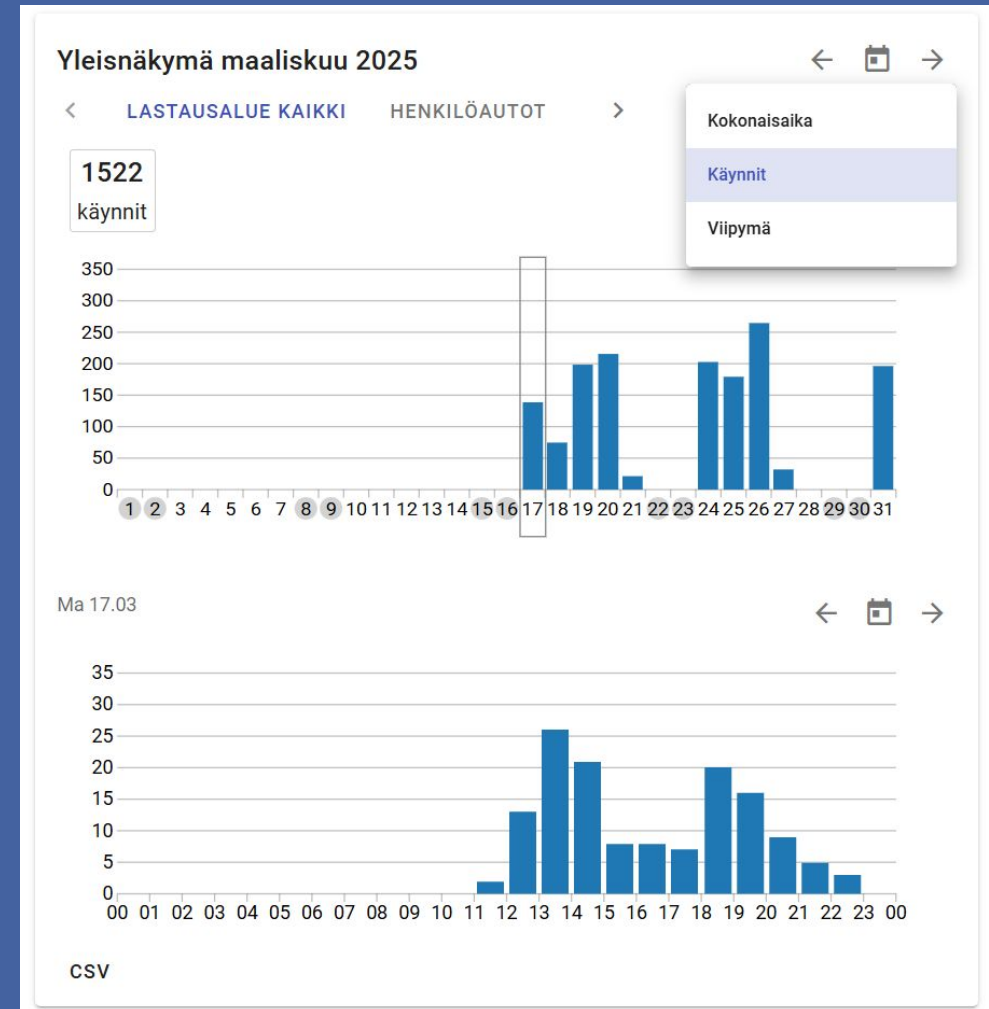 Yleisnäkymä maaliskuu 2025
LASTAUSALUE KAIKKI HENKILÖAUTOT
Kokonaisaika
Käynnit
Viipymä
1522
käynnit
350
300
250
200
150
100
50
0
1 2 3 4 5 6 7 8 9 10 11 12 13 14 15 16 17 18 19 20 21 22 23 24 25 26 27 28 29 30 31
Ma 17.03
35
30
25
20
15
10
5
0
00 01 02 03 04 05 06 07 08 09 10 11 12 13 14 15 16 17 18 19 20 21 22 23 00
CSV